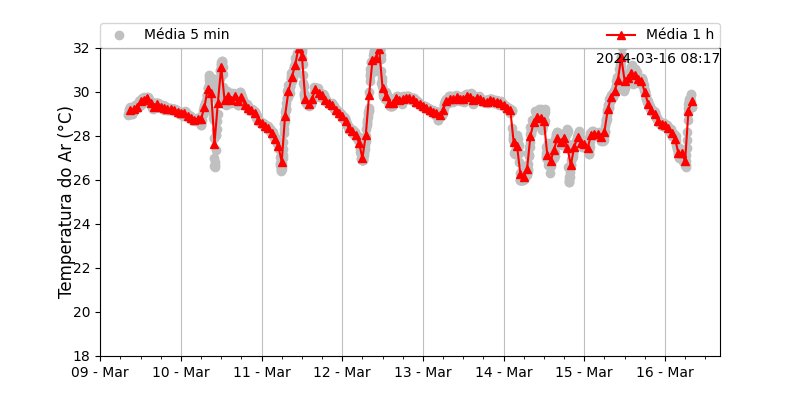 Média 5 min
Média 1 h
2024-03-16 08:17
Temperatura do Ar (°C)
32
30
28
26
24
22
20
18
09 - Mar
10 - Mar
11 - Mar
12 - Mar
13 - Mar
14 - Mar
15 - Mar
16 - Mar